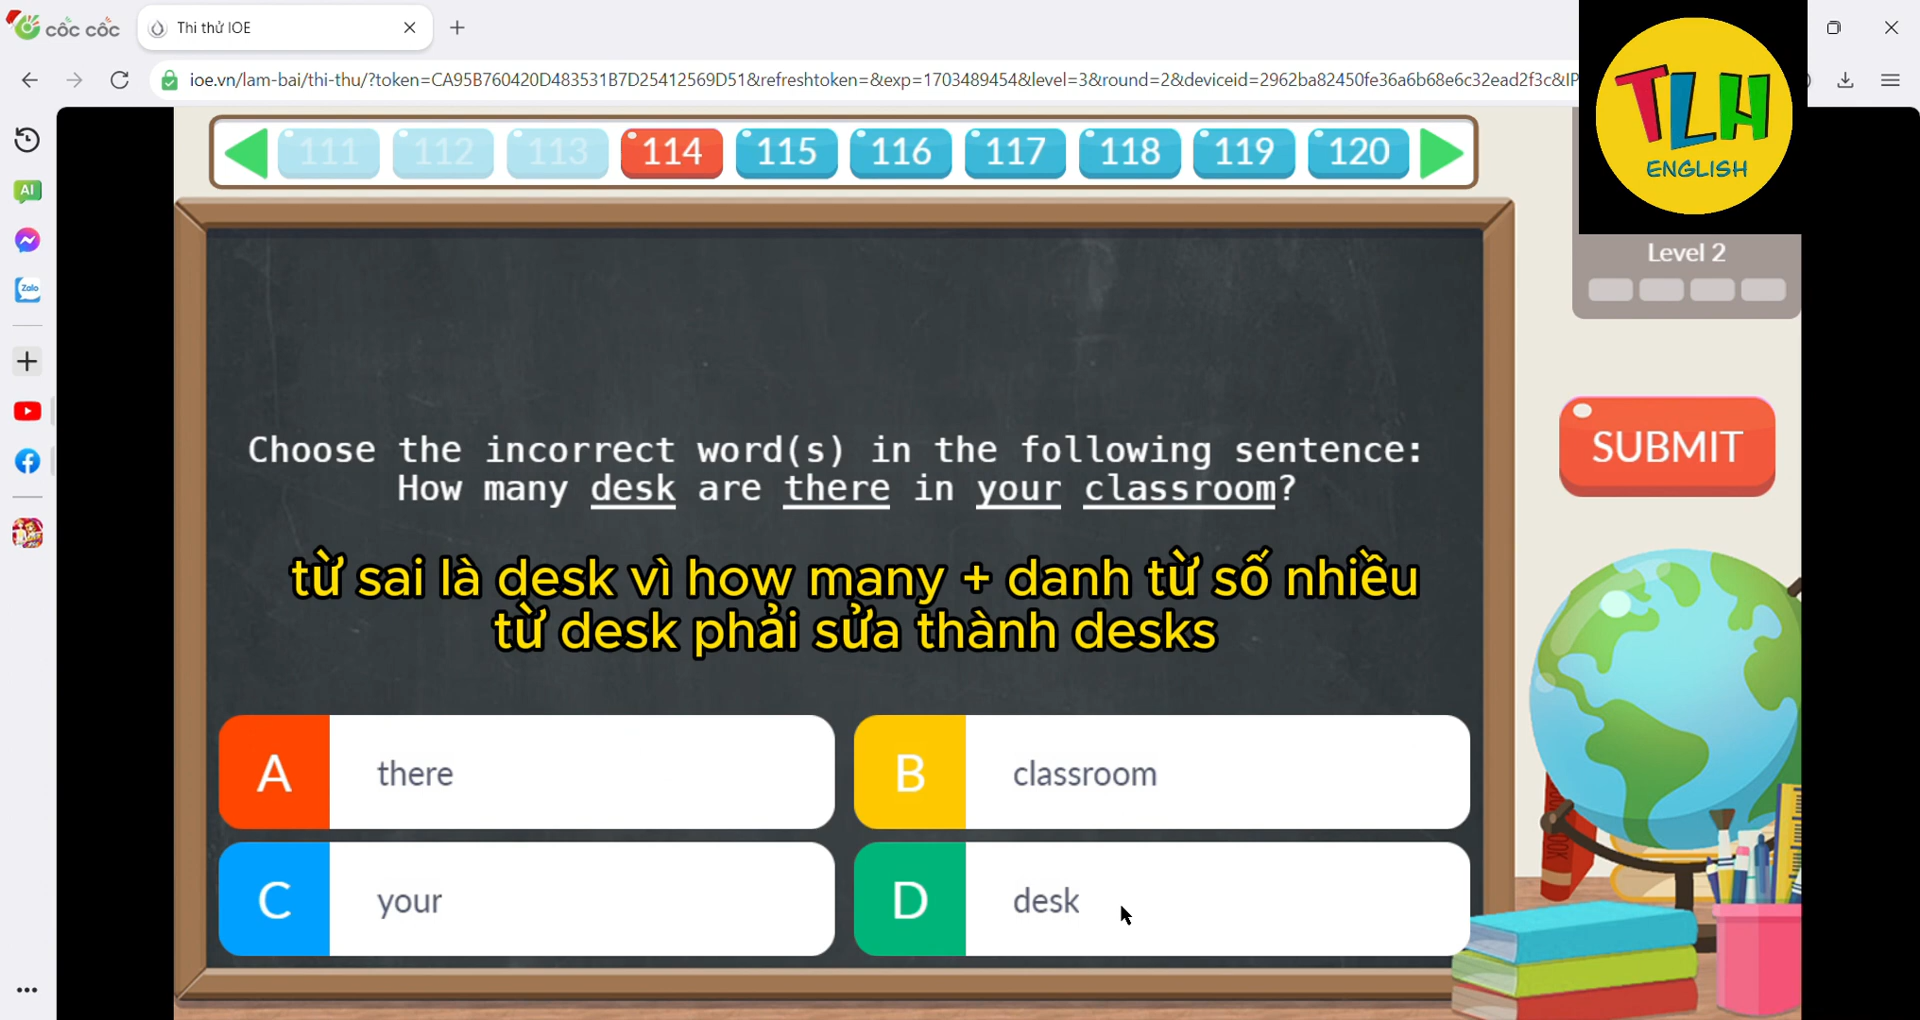 cốc cốc
Thi thử IOE
ioe.vn/lam-bai/thi-thu/?token=CA95B760420D483531B7D25412569D51&refreshtoken=&exp=1703489454&level=3&round=2&deviceid=2962ba82450fe36a6b68e6c32ead2f3c&IP
TLH
ENGLISH
AI
Zalo
111 112 113 114 115 116 117 118 119 120
Level 2
Choose the incorrect word(s) in the following sentence:
How many desk are there in your classroom?
SUBMIT
từ sai là desk vì how many + danh từ số nhiều
từ desk phải sửa thành desks
A there
B classroom
C your
D desk